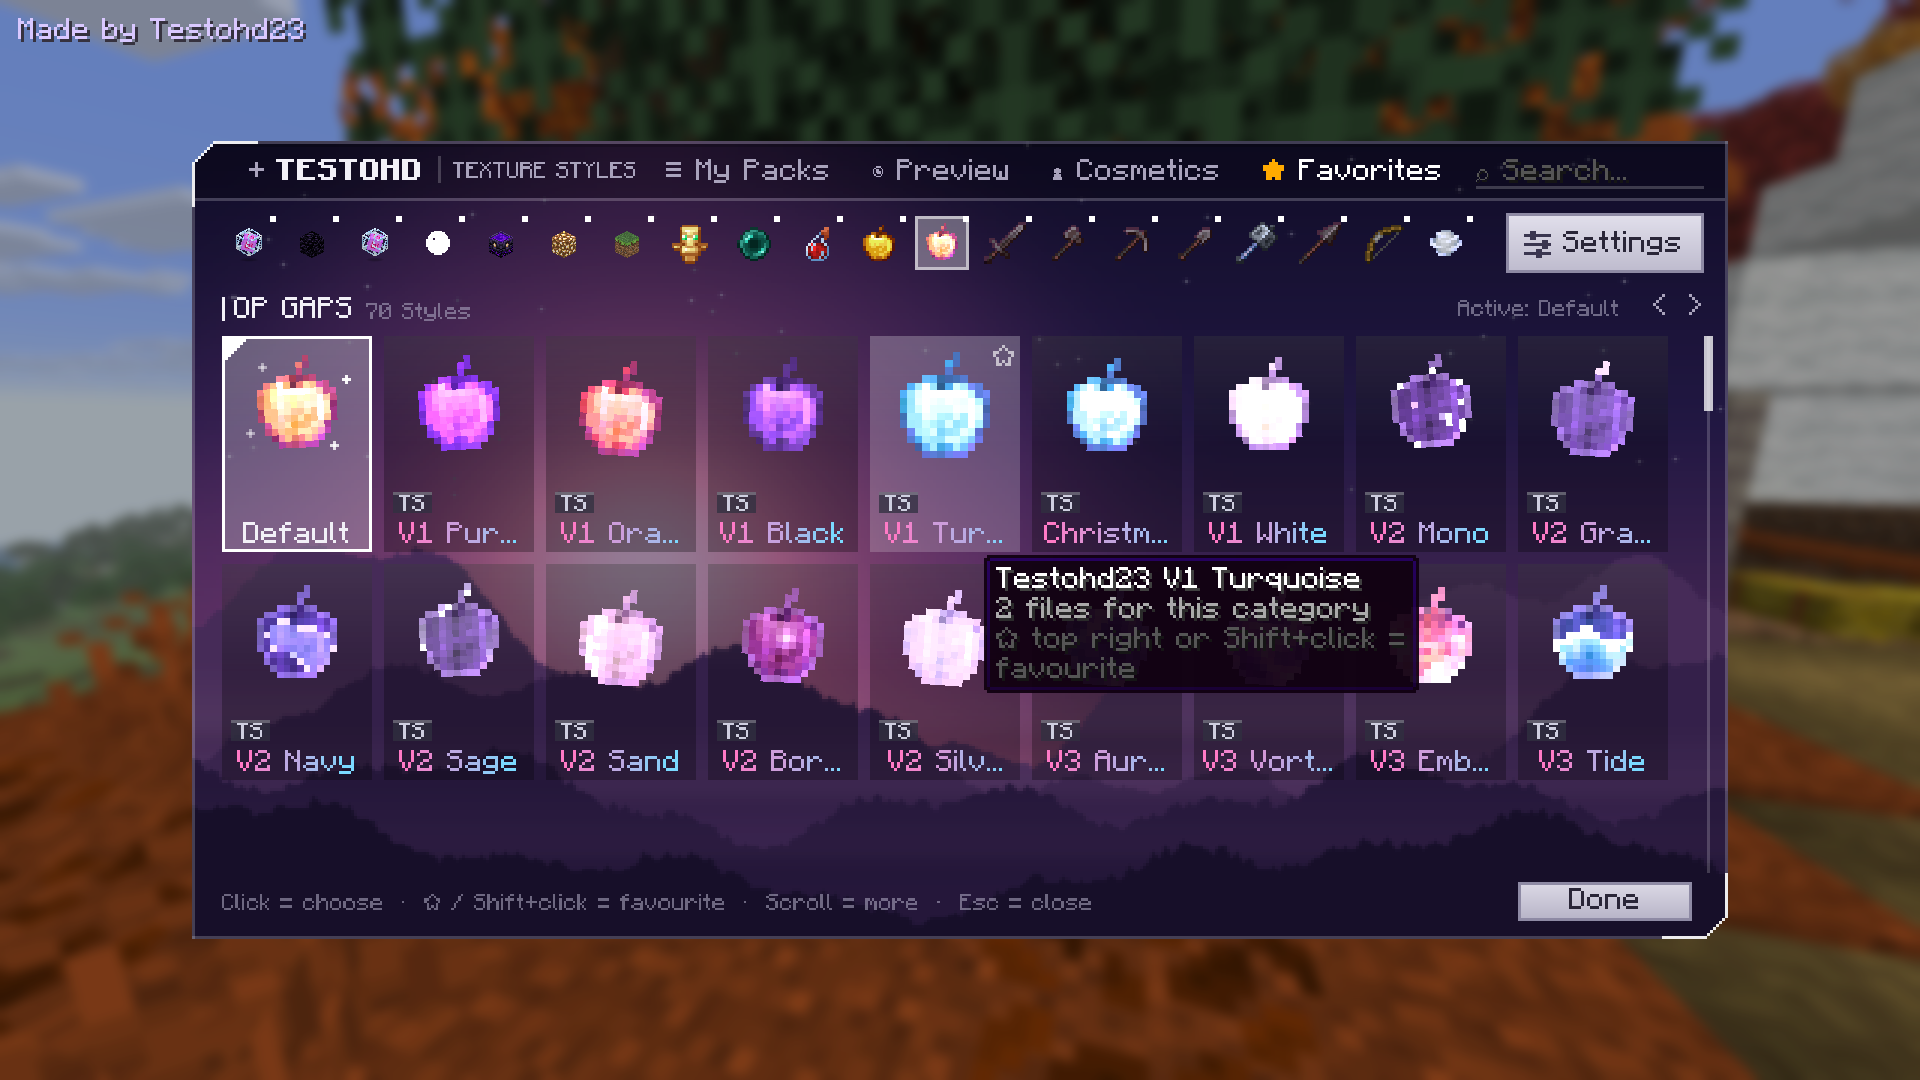 Made by Testohd23
+ TESTOHD | TEXTURE STYLES My Packs Preview Cosmetics Favorites Search...
Settings
OP GAPS 70 Styles Active: Default < >
TS TS TS TS TS TS TS TS
Default V1 Pur... V1 Ora... V1 Black V1 Tur... Christm... V1 White V2 Mono V2 Gra...
Testohd23 V1 Turquoise
2 files for this category
☆ top right or Shift+click =
favourite
TS TS TS TS TS TS TS TS TS
V2 Navy V2 Sage V2 Sand V2 Bor... V2 Silv... V3 Aur... V3 Vort... V3 Emb... V3 Tide
Click = choose · ☆ / Shift+click = favourite · Scroll = more · Esc = close
Done